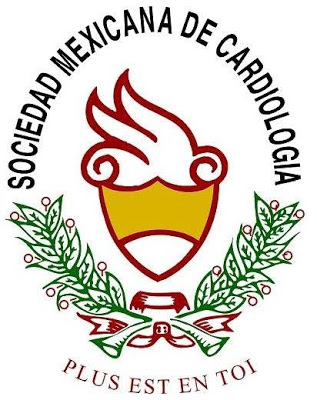 SOCIEDAD MEXICANA DE CARDIOLOGIA
PLUS EST EN TOI